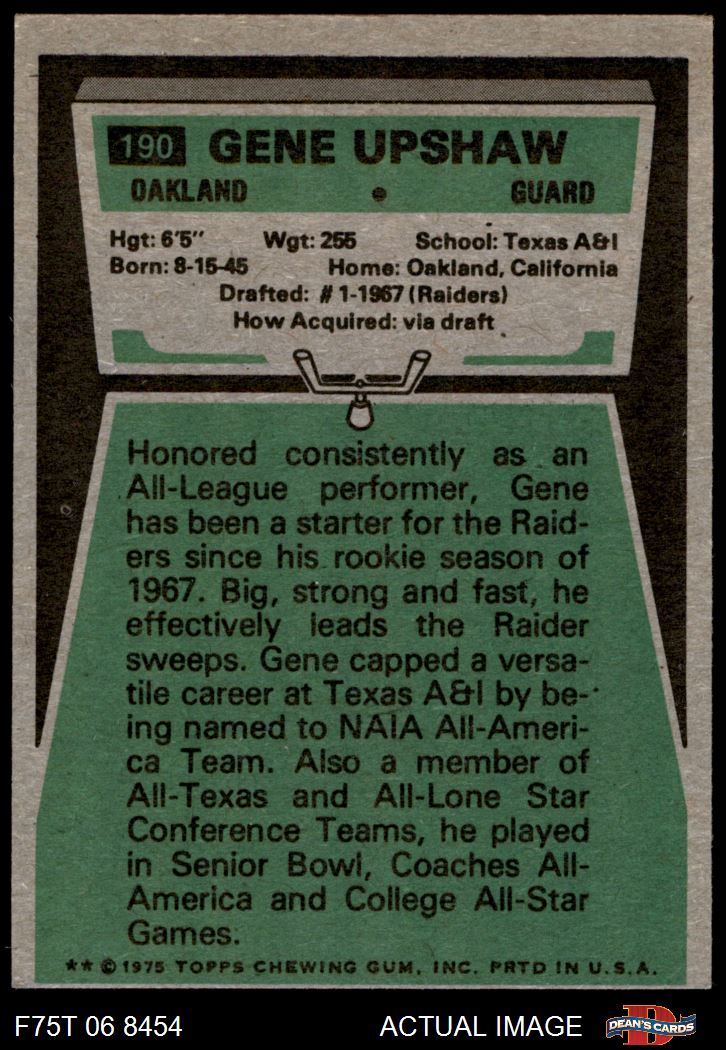 190 GENE UPSHAW
OAKLAND • GUARD
Hgt: 6'5" Wgt: 255 School: Texas A&I
Born: 8-15-45 Home: Oakland, California
Drafted: # 1-1967 (Raiders)
How Acquired: via draft
Honored consistently as an
All-League performer, Gene
has been a starter for the Raid-
ers since his rookie season of
1967. Big, strong and fast, he
effectively leads the Raider
sweeps. Gene capped a versa-
tile career at Texas A&I by be-
ing named to NAIA All-Ameri-
ca Team. Also a member of
All-Texas and All-Lone Star
Conference Teams, he played
in Senior Bowl, Coaches All-
America and College All-Star
Games.
** © 1975 TOPPS CHEWING GUM, INC. PRTD IN U.S.A.
F75T 06 8454 ACTUAL IMAGE D DEAN'S CARDS